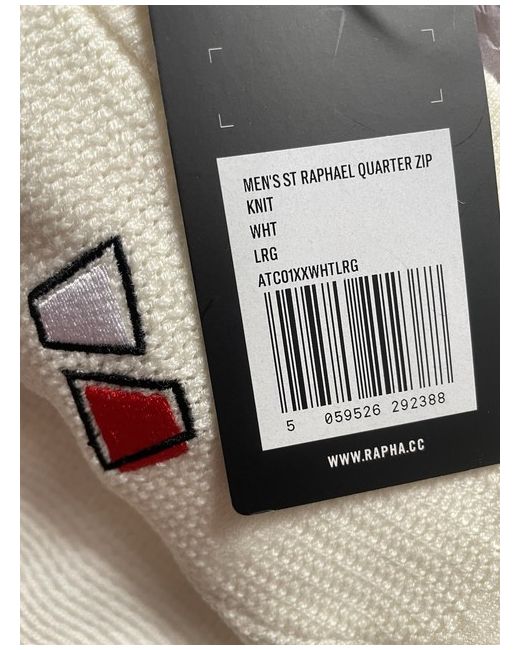 MEN'S ST RAPHAEL QUARTER ZIP
KNIT
WHT
LRG
ATC01XXWHTLRG
5 059526 292388
WWW.RAPHA.CC